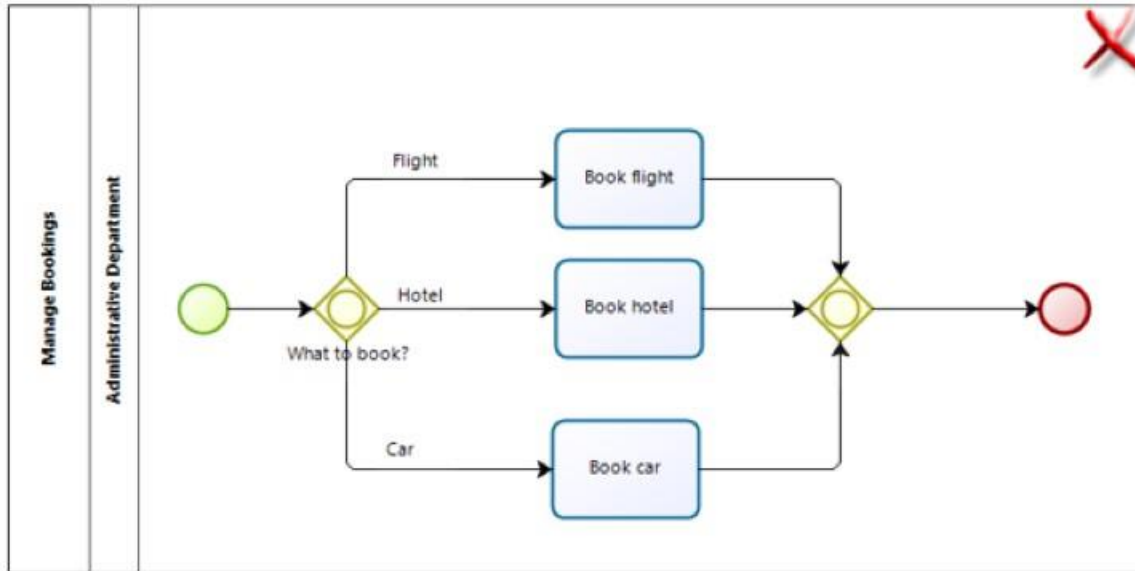 Manage Bookings
Administrative Department
Flight
Book flight
Hotel
Book hotel
What to book?
Car
Book car